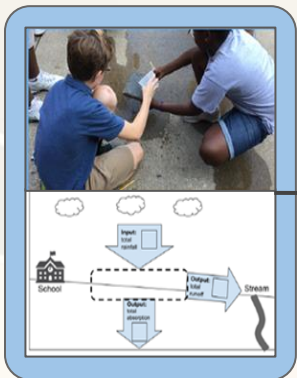 Input:
total
rainfall
School
Output:
total
runoff
Stream
Output:
total
absorption